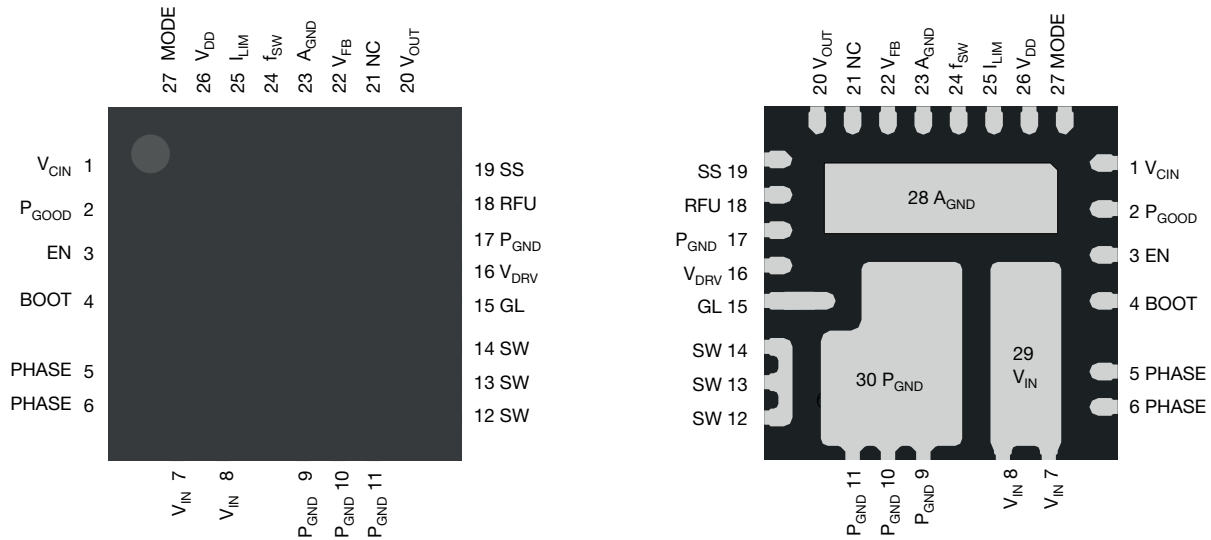 27 MODE
26 VDD
25 ILIM
24 fSW
23 AGND
22 VFB
21 NC
20 VOUT
VCIN 1
PGOOD 2
EN 3
BOOT 4
PHASE 5
PHASE 6
19 SS
18 RFU
17 PGND
16 VDRV
15 GL
14 SW
13 SW
12 SW
VIN 7
VIN 8
PGND 9
PGND 10
PGND 11
20 VOUT
21 NC
22 VFB
23 AGND
24 fSW
25 ILIM
26 VDD
27 MODE
SS 19
RFU 18
PGND 17
VDRV 16
GL 15
SW 14
SW 13
SW 12
28 AGND
30 PGND
29
VIN
1 VCIN
2 PGOOD
3 EN
4 BOOT
5 PHASE
6 PHASE
PGND 11
PGND 10
PGND 9
VIN 8
VIN 7